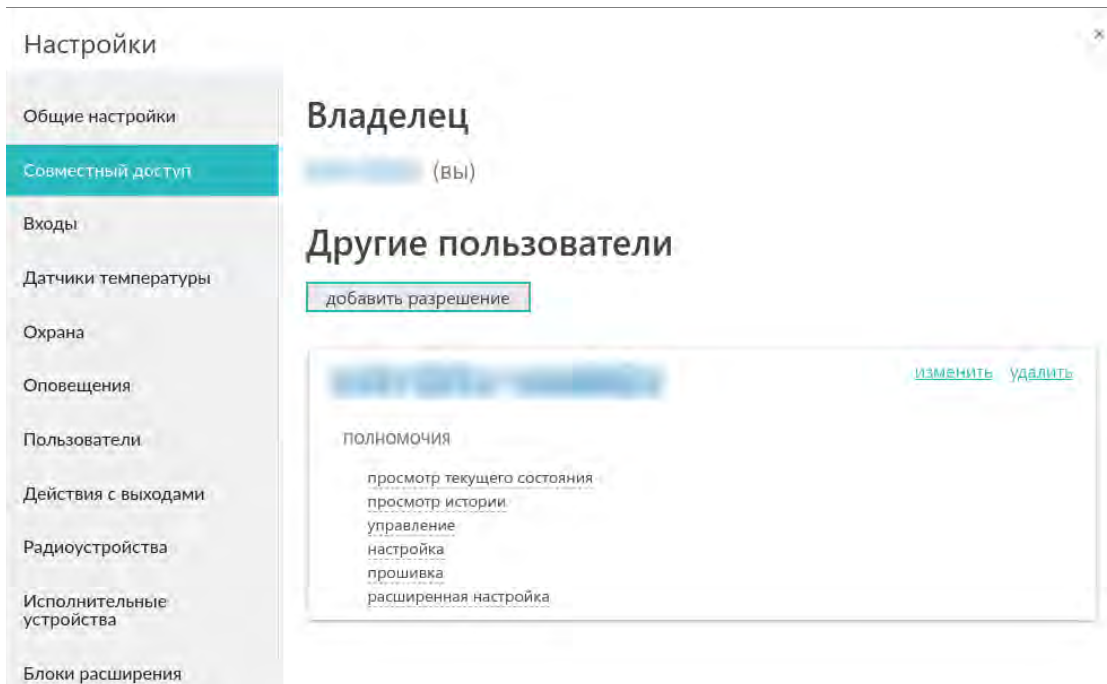 Настройки
×
Общие настройки
Совместный доступ
Входы
Датчики температуры
Охрана
Оповещения
Пользователи
Действия с выходами
Радиоустройства
Исполнительные
устройства
Блоки расширения
Владелец
(вы)
Другие пользователи
добавить разрешение
изменить удалить
ПОЛНОМОЧИЯ
просмотр текущего состояния
просмотр истории
управление
настройка
прошивка
расширенная настройка